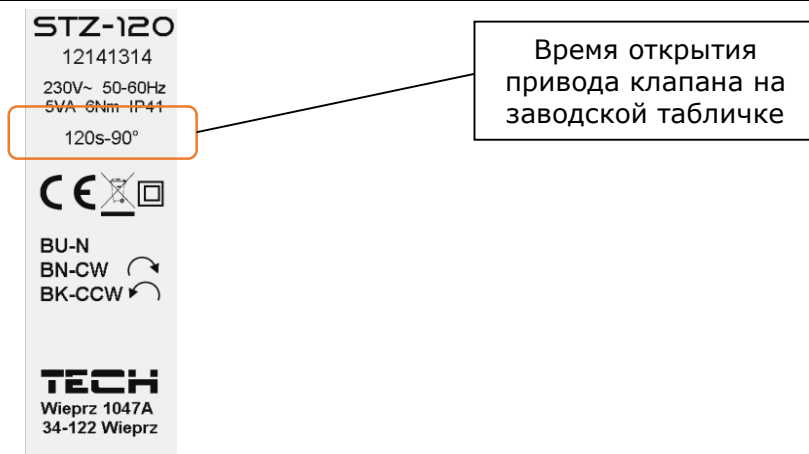 STZ-120
12141314
230V~ 50-60Hz
5VA 6Nm IP41
120s-90°
CE
BU-N
BN-CW
BK-CCW
TECH
Wieprz 1047A
34-122 Wieprz
Время открытия
привода клапана на
заводской табличке